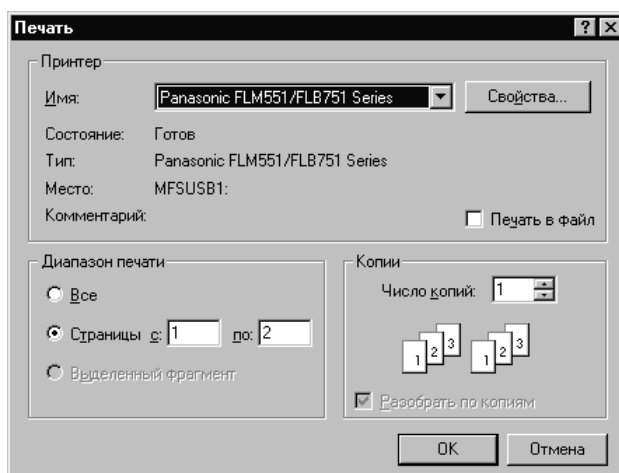 Печать
Принтер
Имя: Panasonic FLM551/FLB751 Series Свойства...
Состояние: Готов
Тип: Panasonic FLM551/FLB751 Series
Место: MFSUSB1:
Комментарий: Печать в файл
Диапазон печати
Все
Страницы с: 1 по: 2
Выделенный фрагмент
Копии
Число копий: 1
1 2 3 1 2 3
Разобрать по копиям
OK Отмена